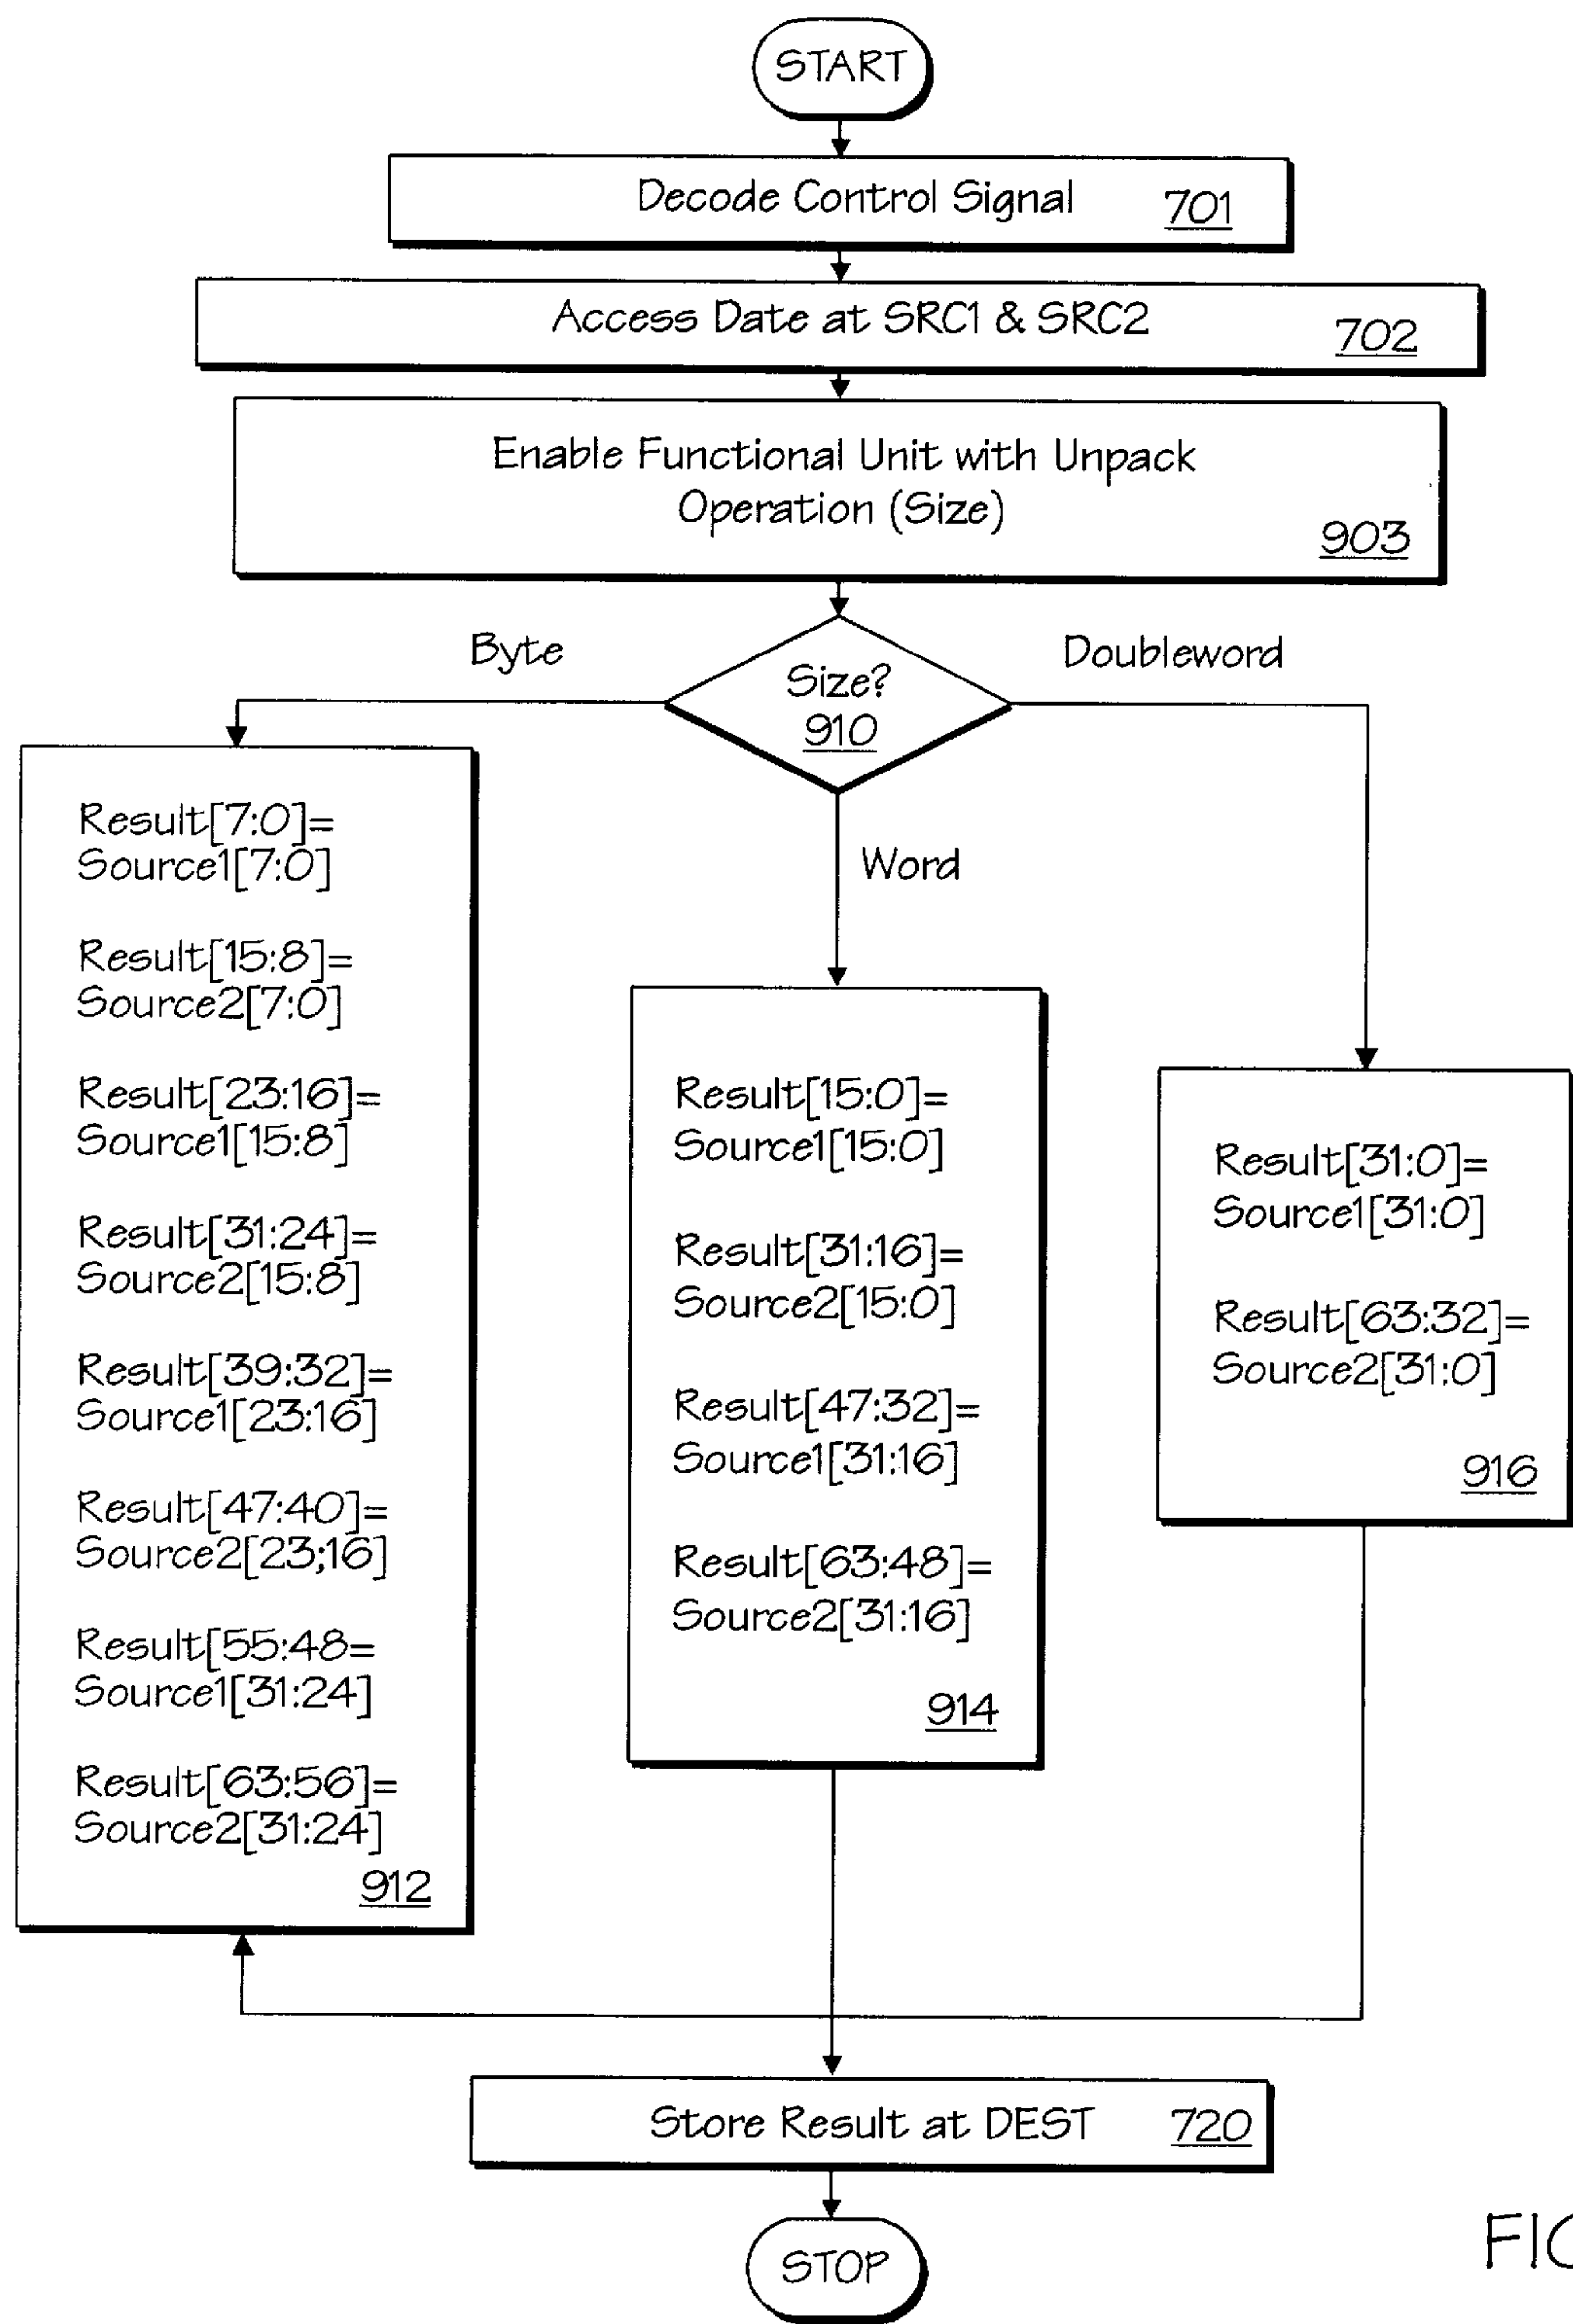 START
Decode Control Signal 701
Access Date at SRC1 & SRC2 702
Enable Functional Unit with Unpack
Operation (Size)
903
Byte
Size?
910
Doubleword
Word
Result[7:0]=
Source1[7:0]
Result[15:8]=
Source2[7:0]
Result[23:16]=
Source1[15:8]
Result[31:24]=
Source2[15:8]
Result[39:32]=
Source1[23:16]
Result[47:40]=
Source2[23;16]
Result[55:48=
Source1[31:24]
Result[63:56]=
Source2[31:24]
912
Result[15:0]=
Source1[15:0]
Result[31:16]=
Source2[15:0]
Result[47:32]=
Source1[31:16]
Result[63:48]=
Source2[31:16]
914
Result[31:0]=
Source1[31:0]
Result[63:32]=
Source2[31:0]
916
Store Result at DEST 720
STOP